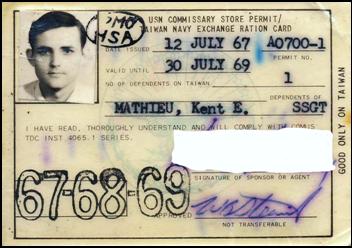 USN COMMISSARY STORE PERMIT/
TAIWAN NAVY EXCHANGE RATION CARD
MO
HSA
DATE ISSUED 12 JULY 67 A0700-1
PERMIT NO.
VALID UNTIL 30 JULY 69
NO OF DEPENDENTS ON TAIWAN: 1
DEPENDENTS OF
MATHIEU, Kent E. SSGT
I HAVE READ, THOROUGHLY UNDERSTAND AND WILL COMPLY WITH COMUS
TDC INST 4065.1 SERIES.
SIGNATURE OF SPONSOR OR AGENT
67-68-69
APPROVED
NOT TRANSFERABLE
GOOD ONLY ON TAIWAN